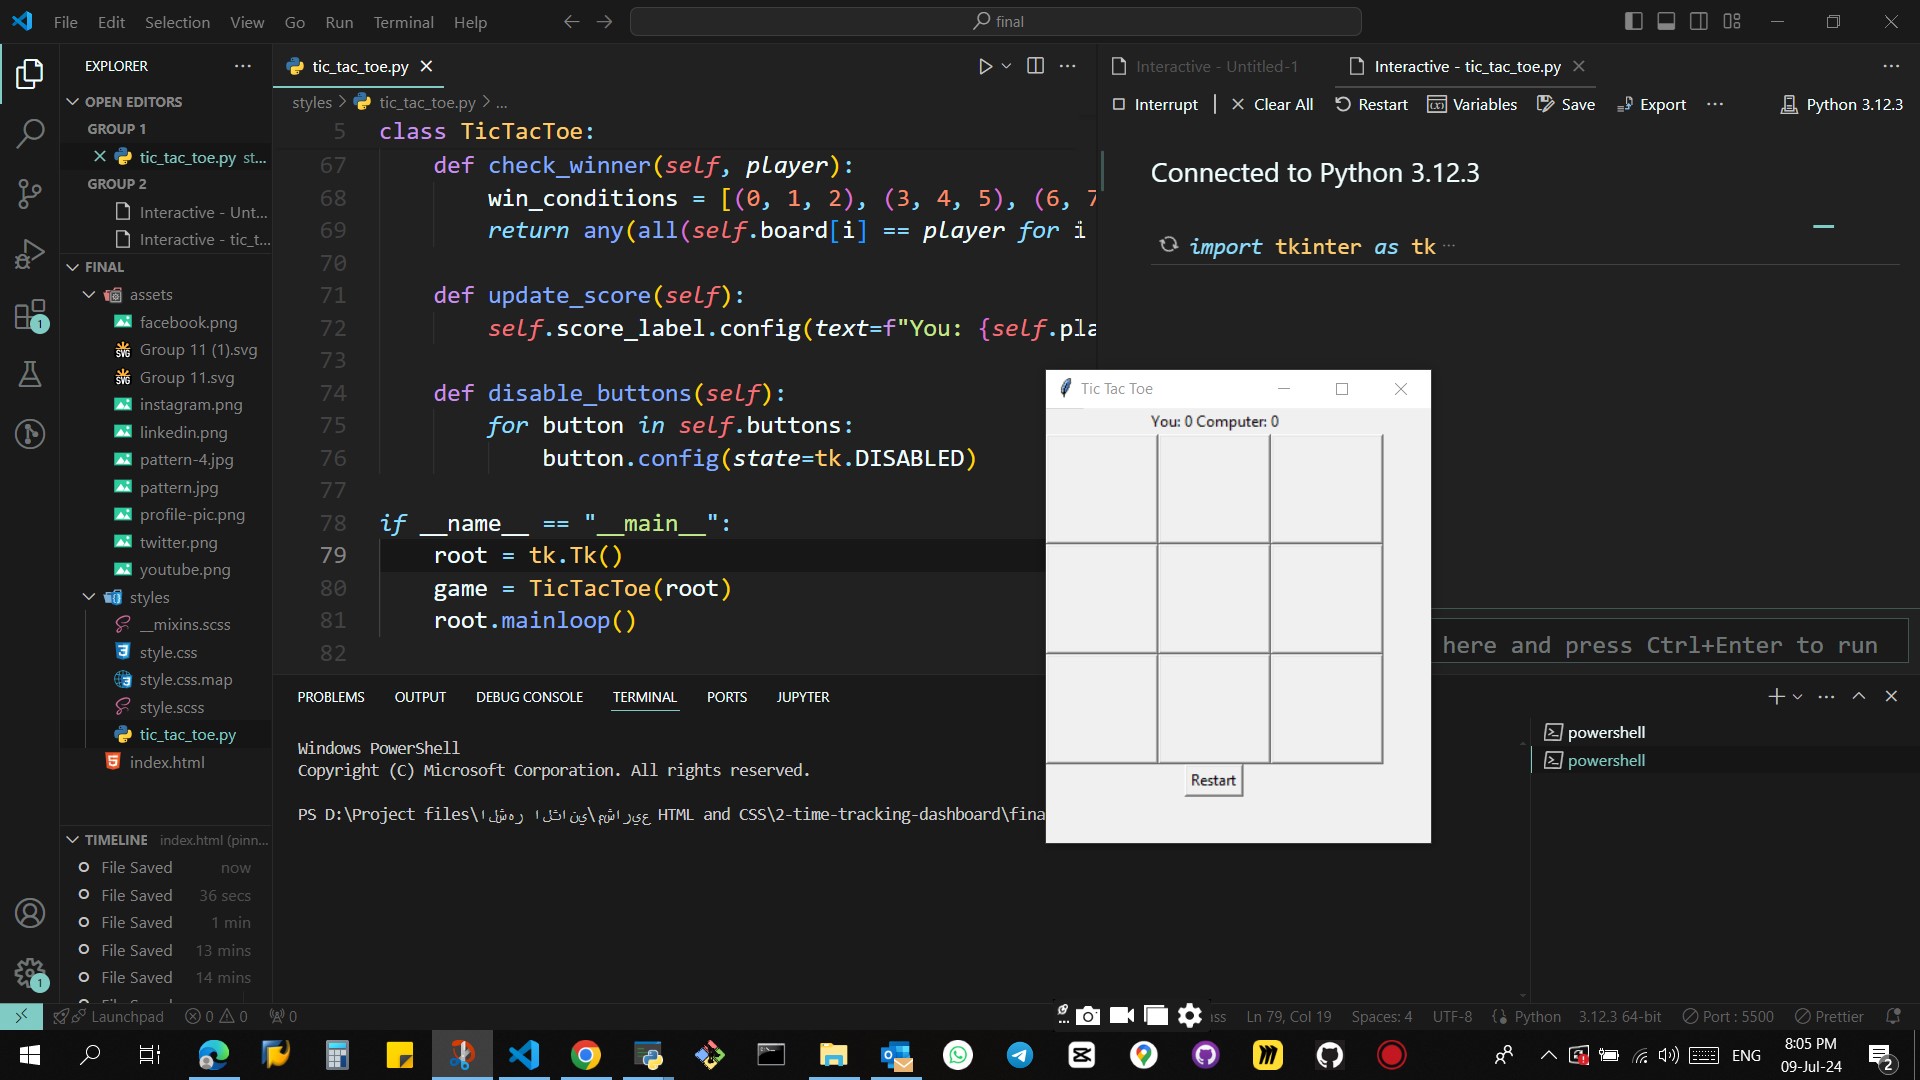 File Edit Selection View Go Run Terminal Help
final
EXPLORER
OPEN EDITORS
GROUP 1
tic_tac_toe.py st...
GROUP 2
Interactive - Unt...
Interactive - tic_t...
FINAL
assets
facebook.png
Group 11 (1).svg
Group 11.svg
instagram.png
linkedin.png
pattern-4.jpg
pattern.jpg
profile-pic.png
twitter.png
youtube.png
styles
__mixins.scss
style.css
style.css.map
style.scss
tic_tac_toe.py
index.html
TIMELINE index.html (pinn...
File Saved now
File Saved 36 secs
File Saved 1 min
File Saved 13 mins
File Saved 14 mins
tic_tac_toe.py
styles > tic_tac_toe.py > ...
5 class TicTacToe:
67 def check_winner(self, player):
68 win_conditions = [(0, 1, 2), (3, 4, 5), (6, 7
69 return any(all(self.board[i] == player for i
70
71 def update_score(self):
72 self.score_label.config(text=f"You: {self.pla
73
74 def disable_buttons(self):
75 for button in self.buttons:
76 button.config(state=tk.DISABLED)
77
78 if __name__ == "__main__":
79 root = tk.Tk()
80 game = TicTacToe(root)
81 root.mainloop()
82
Interactive - Untitled-1
Interactive - tic_tac_toe.py
Interrupt Clear All Restart Variables Save Export ... Python 3.12.3
Connected to Python 3.12.3
import tkinter as tk ...
here and press Ctrl+Enter to run
Tic Tac Toe
You: 0 Computer: 0
Restart
PROBLEMS OUTPUT DEBUG CONSOLE TERMINAL PORTS JUPYTER
Windows PowerShell
Copyright (C) Microsoft Corporation. All rights reserved.
PS D:\Project files\الشهر الثاني\مشاريع HTML and CSS\2-time-tracking-dashboard\fina
powershell
powershell
Launchpad 0 0 0
Ln 79, Col 19 Spaces: 4 UTF-8 Python 3.12.3 64-bit Port : 5500 Prettier
ENG
8:05 PM
09-Jul-24
2